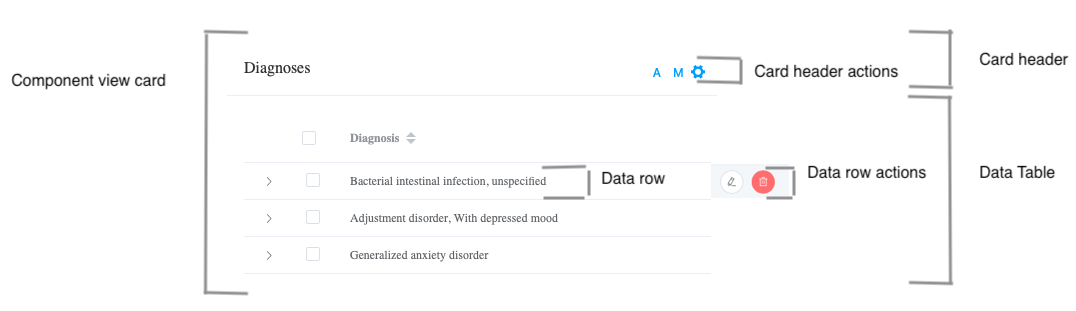 Component view card
Diagnoses
A M
Card header actions
Card header
Diagnosis
Bacterial intestinal infection, unspecified
Data row
Data row actions
Data Table
Adjustment disorder, With depressed mood
Generalized anxiety disorder